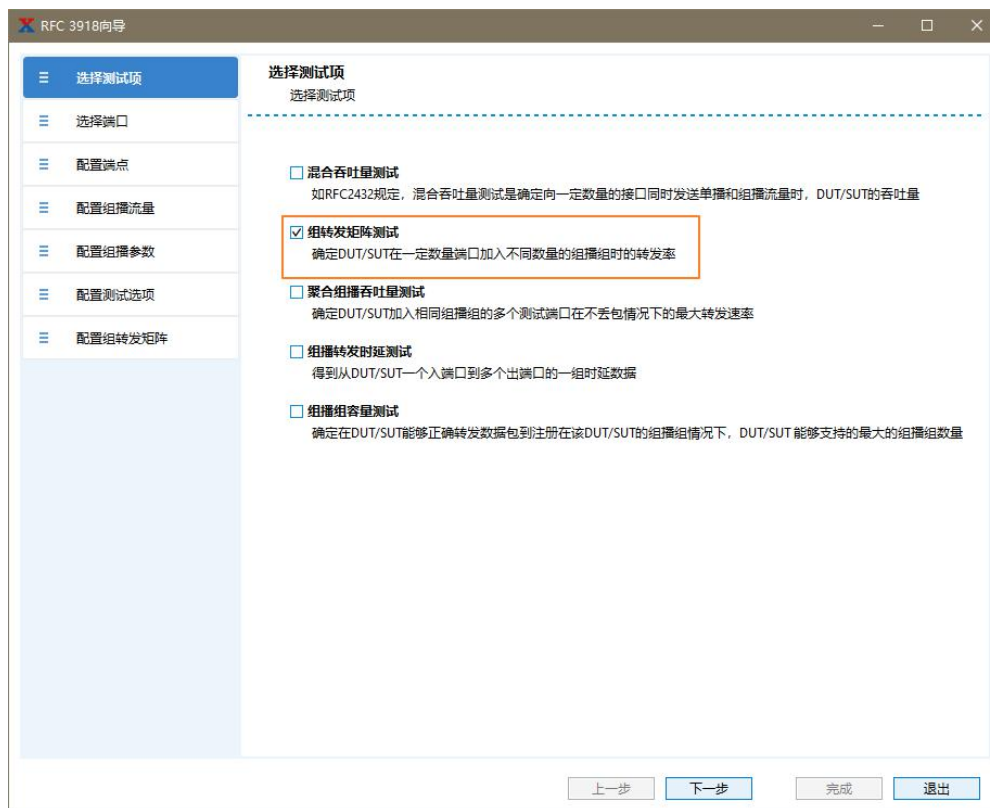 RFC 3918向导
选择测试项
选择端口
配置端点
配置组播流量
配置组播参数
配置测试选项
配置组转发矩阵
选择测试项
选择测试项
混合吞吐量测试
如RFC2432规定，混合吞吐量测试是确定向一定数量的接口同时发送单播和组播流量时，DUT/SUT的吞吐量
组转发矩阵测试
确定DUT/SUT在一定数量端口加入不同数量的组播组时的转发率
聚合组播吞吐量测试
确定DUT/SUT加入相同组播组的多个测试端口在不丢包情况下的最大转发速率
组播转发时延测试
得到从DUT/SUT一个入端口到多个出端口的一组时延数据
组播组容量测试
确定在DUT/SUT能够正确转发数据包到注册在该DUT/SUT的组播组情况下，DUT/SUT 能够支持的最大的组播组数量
上一步
下一步
完成
退出